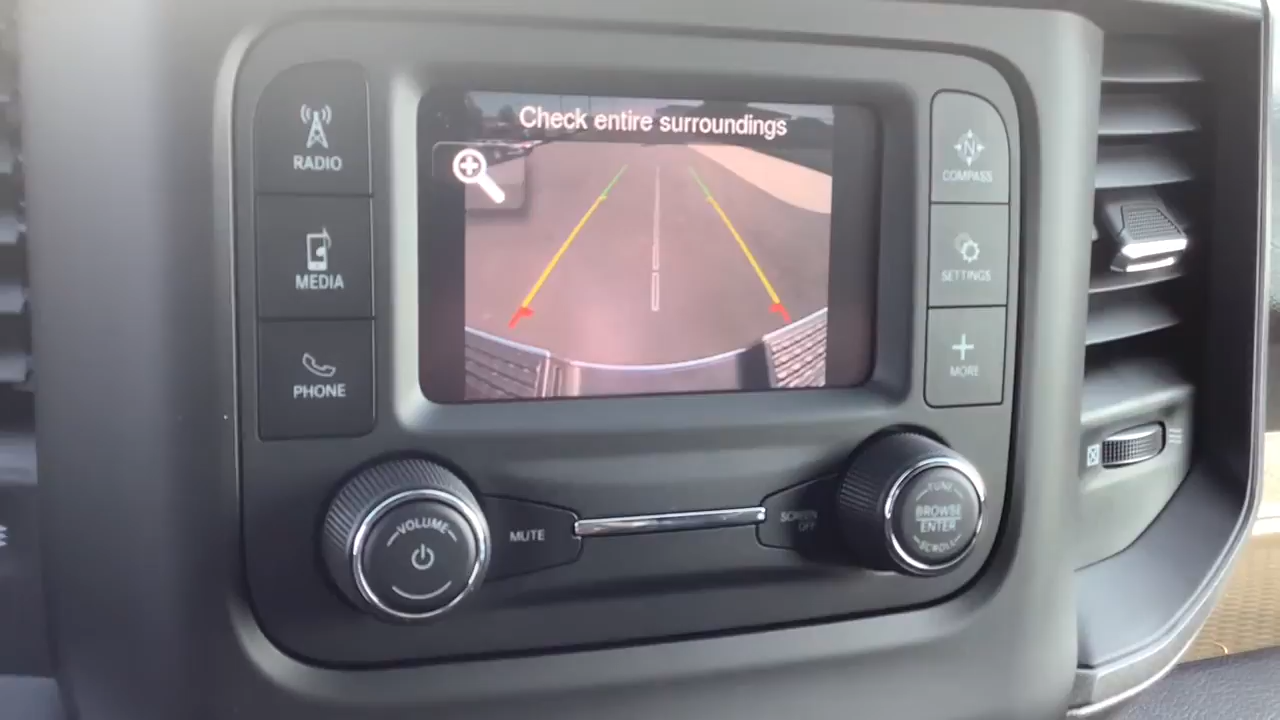 Check entire surroundings
RADIO
MEDIA
PHONE
N
COMPASS
SETTINGS
MORE
VOLUME
MUTE
SCREEN
OFF
TUNE
BROWSE
ENTER
SCROLL